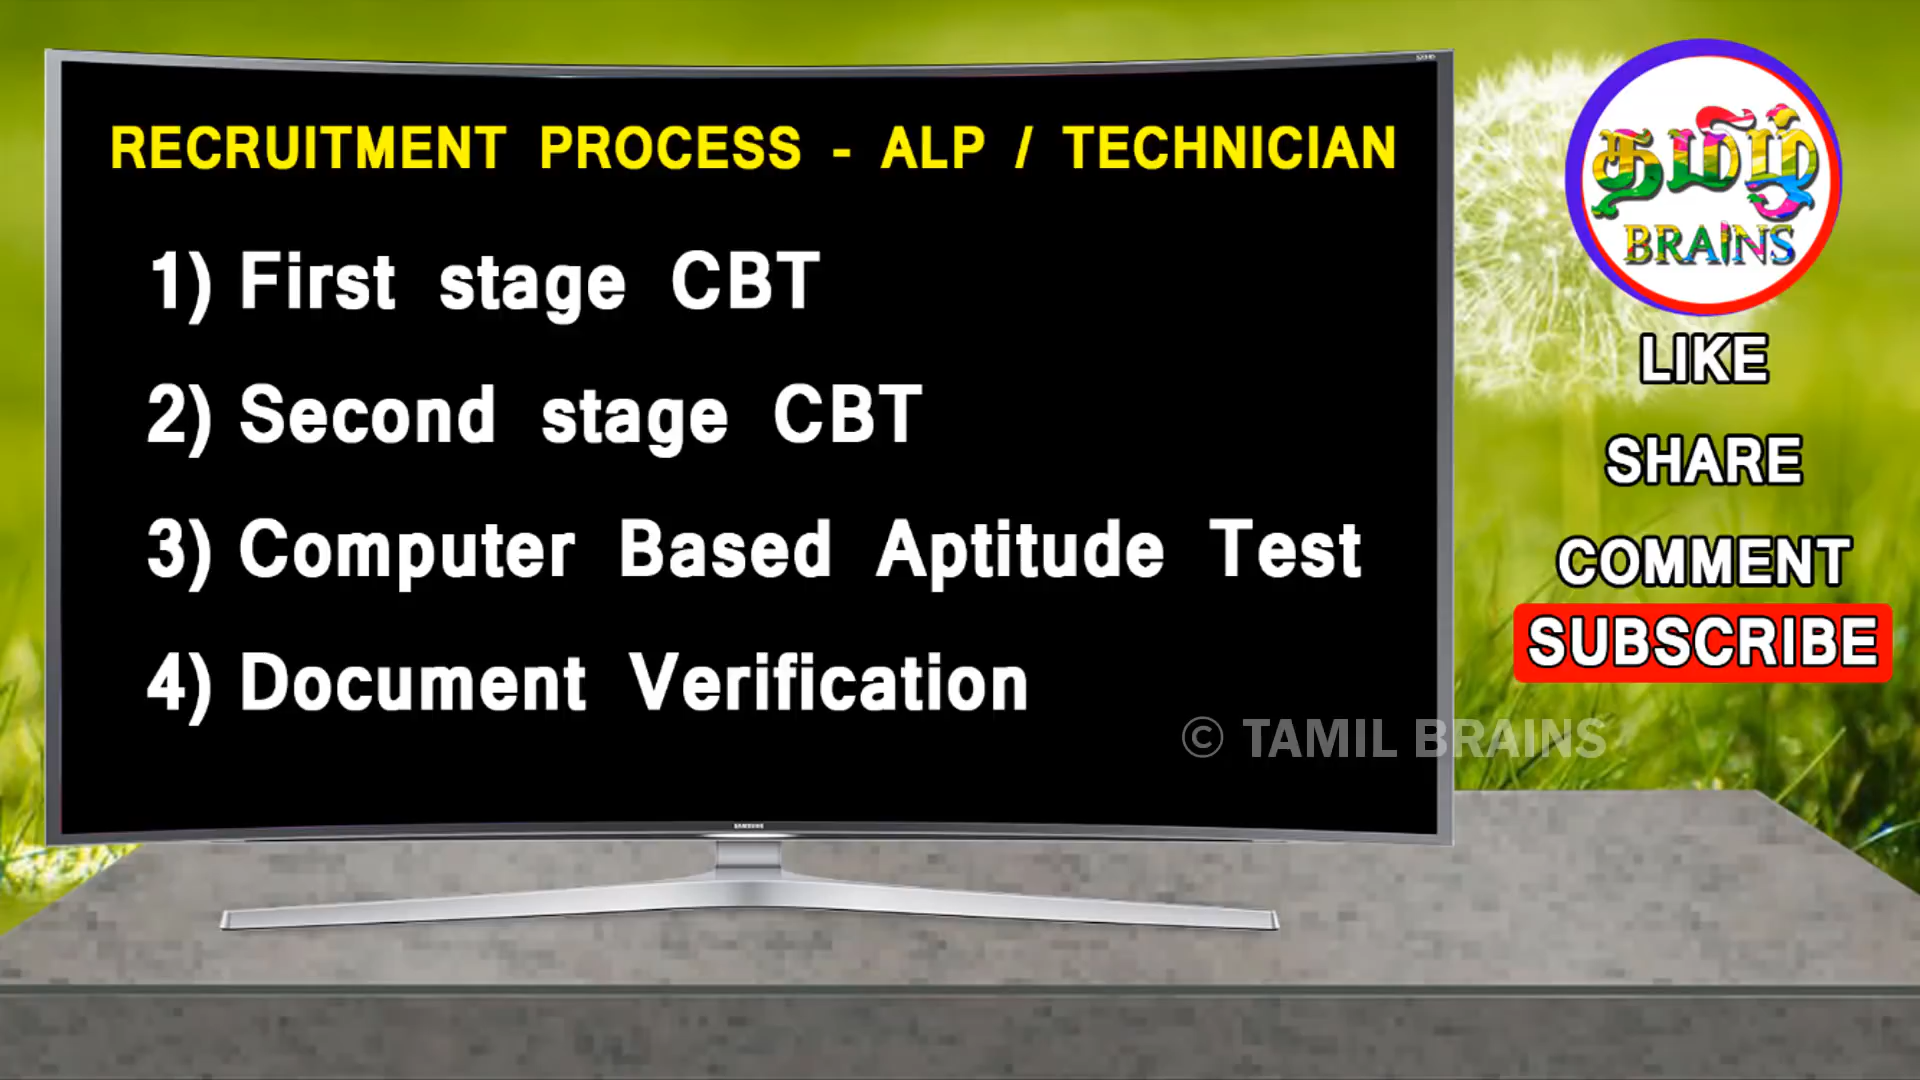 RECRUITMENT PROCESS - ALP / TECHNICIAN
1) First stage CBT
2) Second stage CBT
3) Computer Based Aptitude Test
4) Document Verification
தமிழ்
BRAINS
LIKE
SHARE
COMMENT
SUBSCRIBE
© TAMIL BRAINS
SAMSUNG